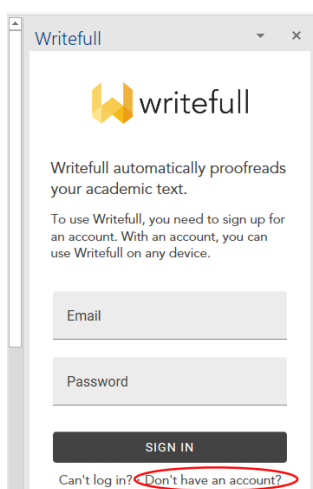 Writefull
writefull
Writefull automatically proofreads
your academic text.
To use Writefull, you need to sign up for
an account. With an account, you can
use Writefull on any device.
Email
Password
SIGN IN
Can't log in? · Don't have an account?